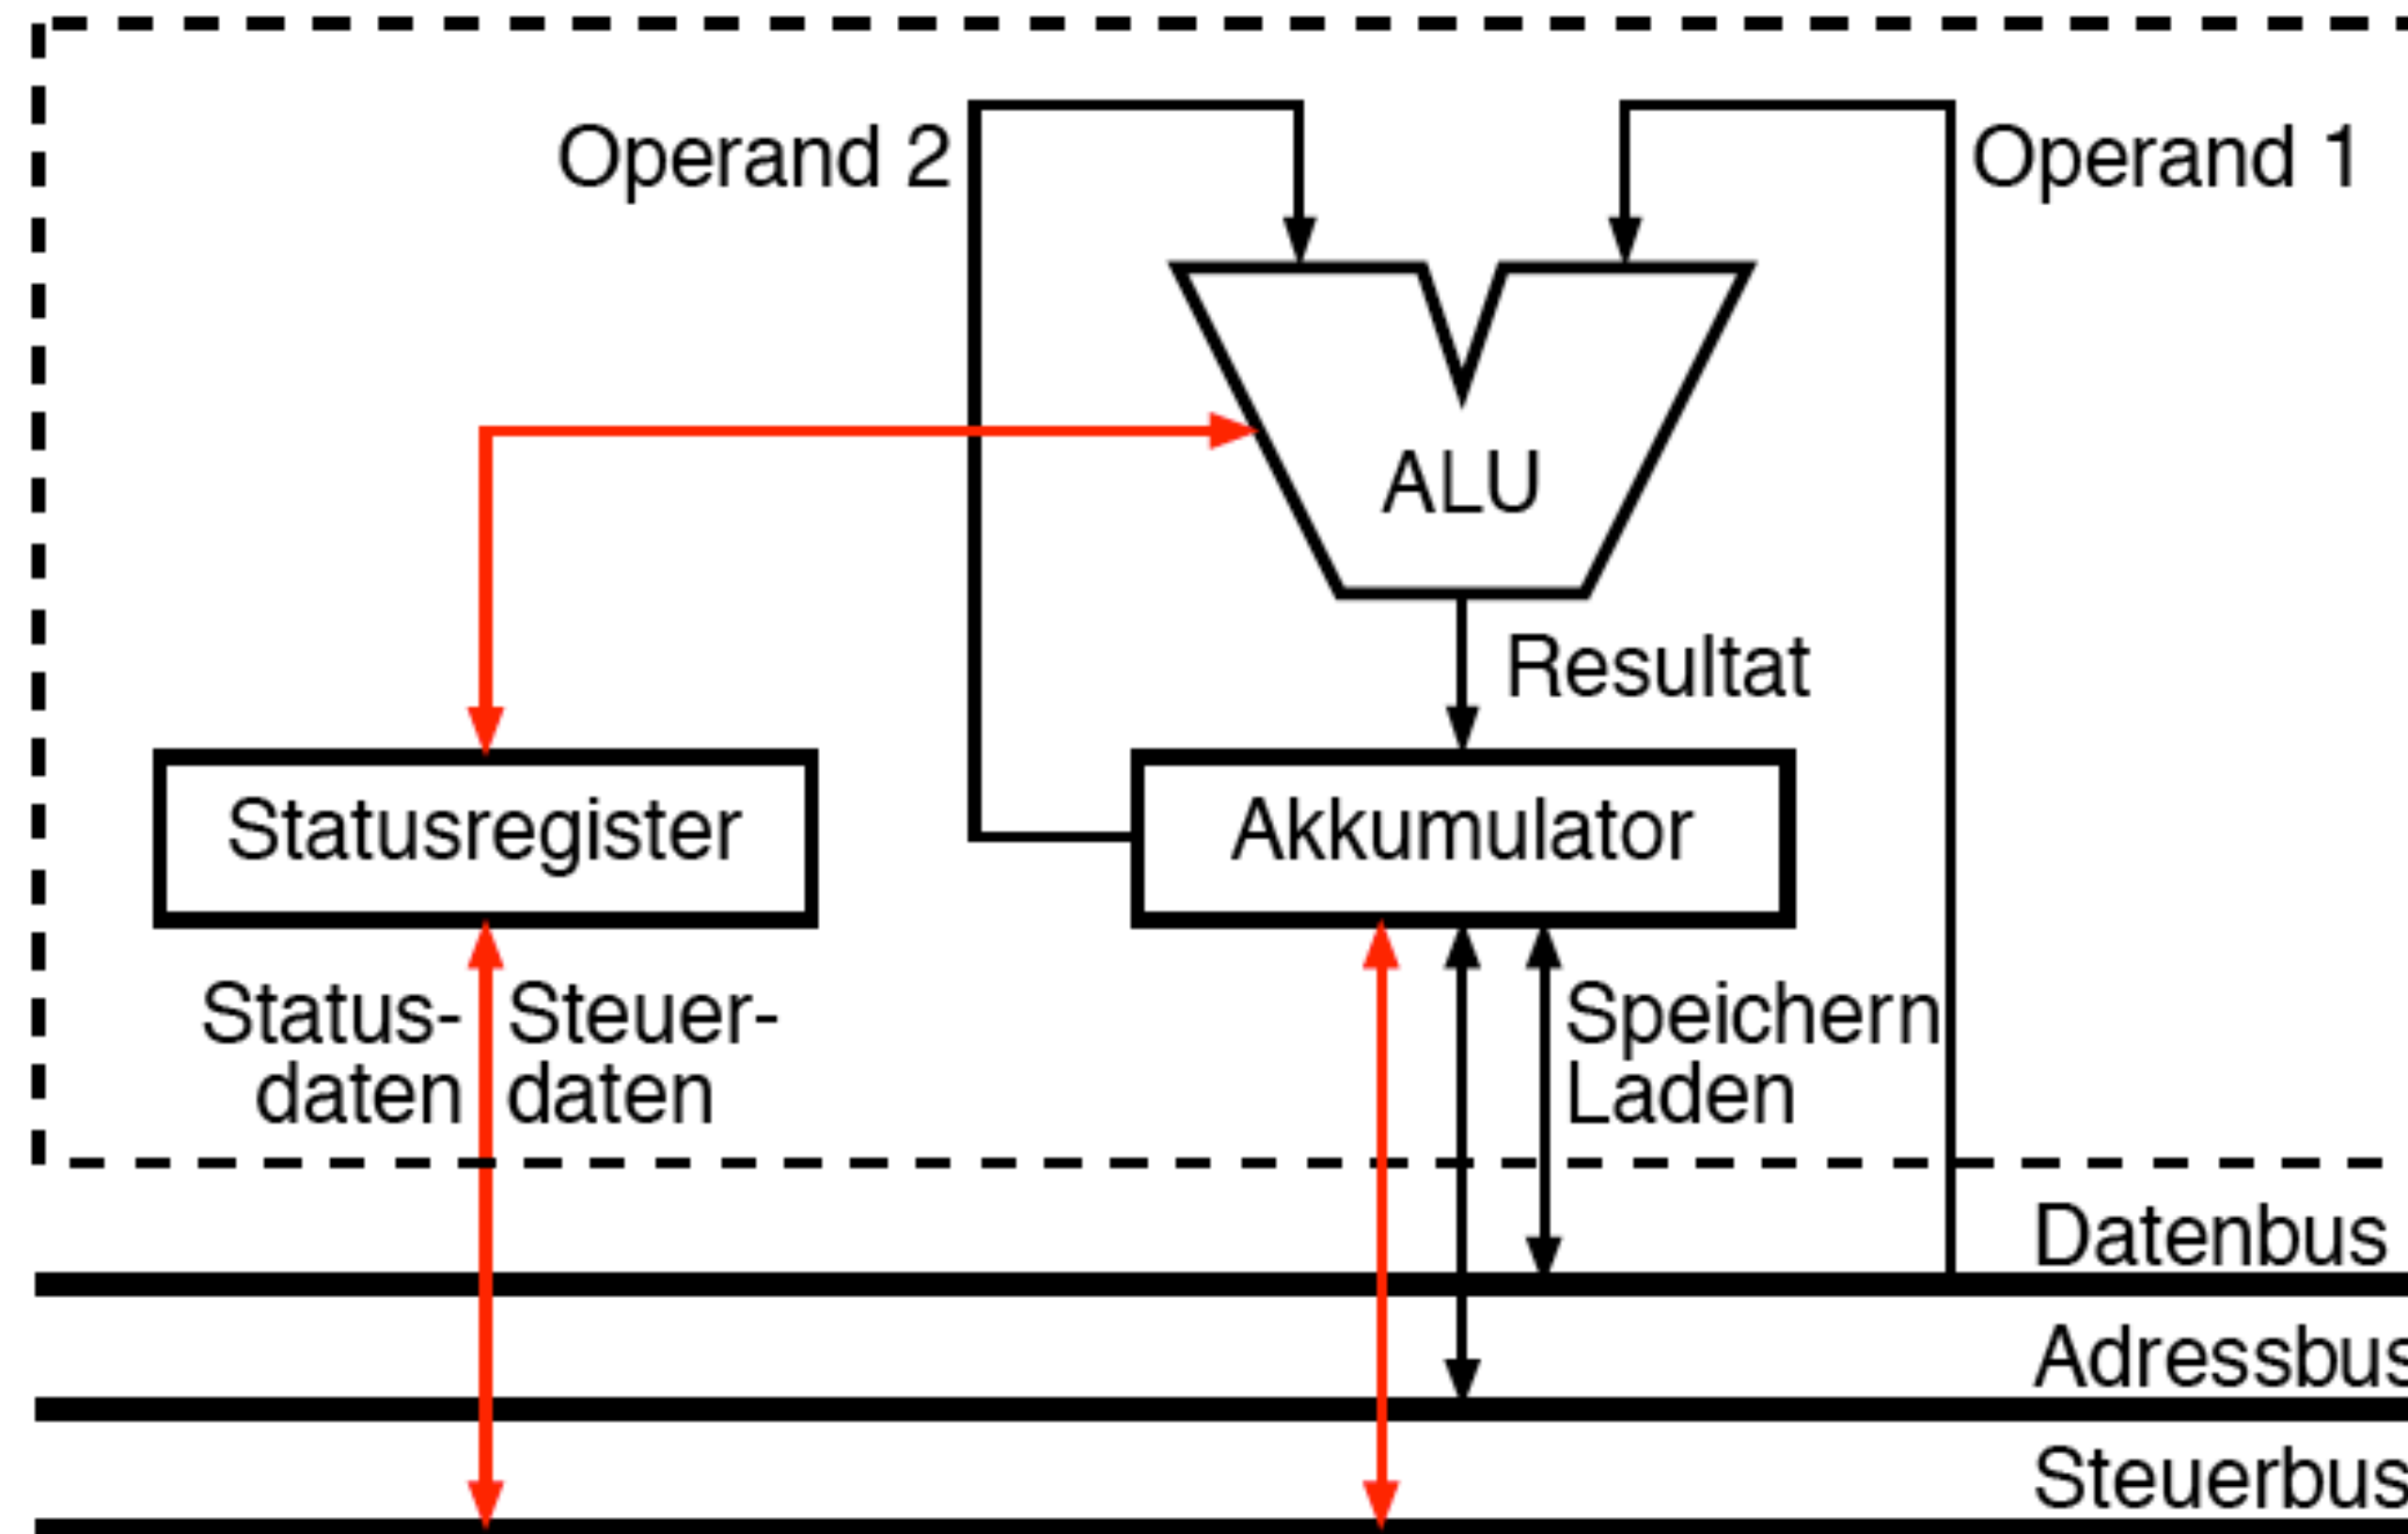 Operand 2
Operand 1
ALU
Resultat
Statusregister
Akkumulator
Status-
daten
Steuer-
daten
Speichern
Laden
Datenbus
Adressbus
Steuerbus